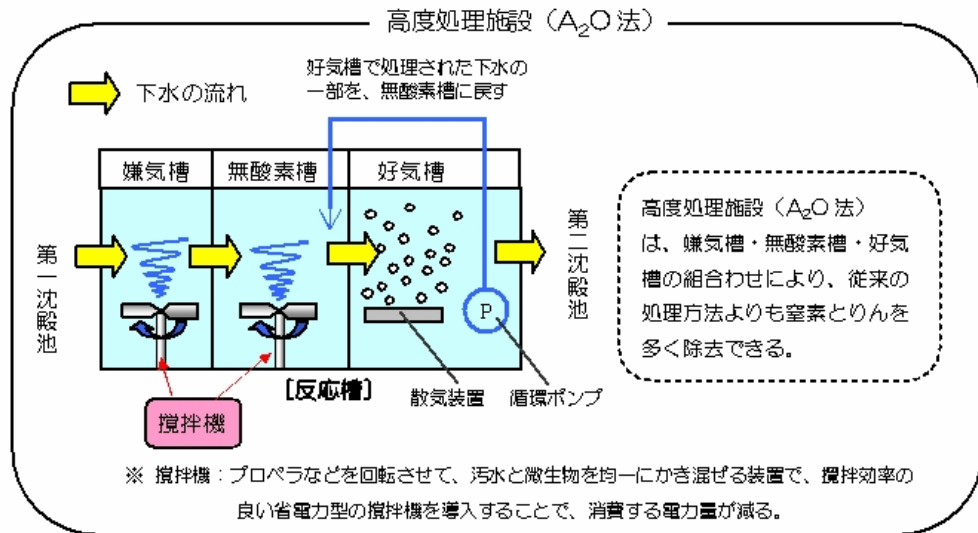 高度処理施設（A₂O法）
下水の流れ
好気槽で処理された下水の
一部を、無酸素槽に戻す
嫌気槽
無酸素槽
好気槽
第一沈殿池
第二沈殿池
P
［反応槽］
散気装置
循環ポンプ
攪拌機
高度処理施設（A₂O法）
は、嫌気槽・無酸素槽・好気
槽の組合わせにより、従来の
処理方法よりも窒素とりんを
多く除去できる。
※ 攪拌機：プロペラなどを回転させて、汚水と微生物を均一にかき混ぜる装置で、攪拌効率の
良い省電力型の攪拌機を導入することで、消費する電力量が減る。